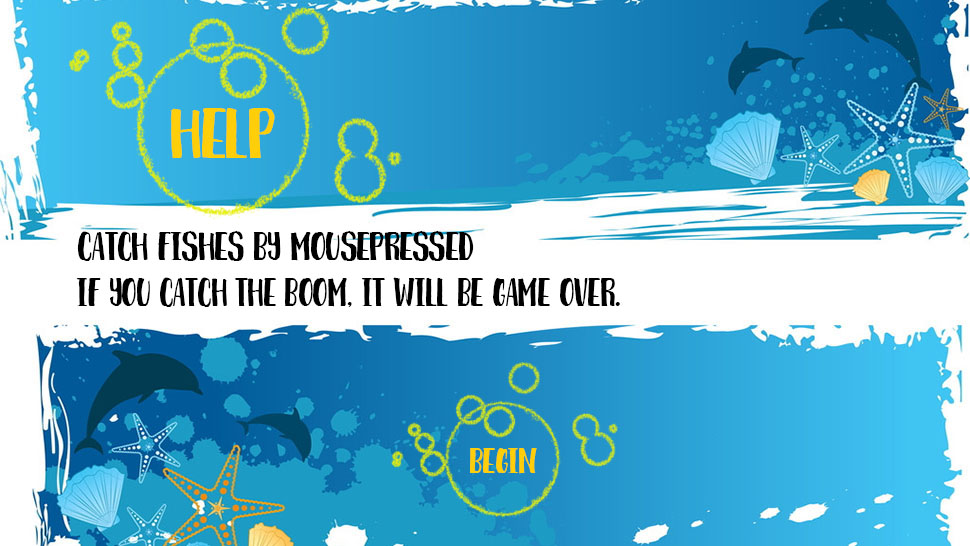 HELP
CATCH FISHES BY MOUSEPRESSED
IF YOU CATCH THE BOOM, IT WILL BE GAME OVER.
BEGIN